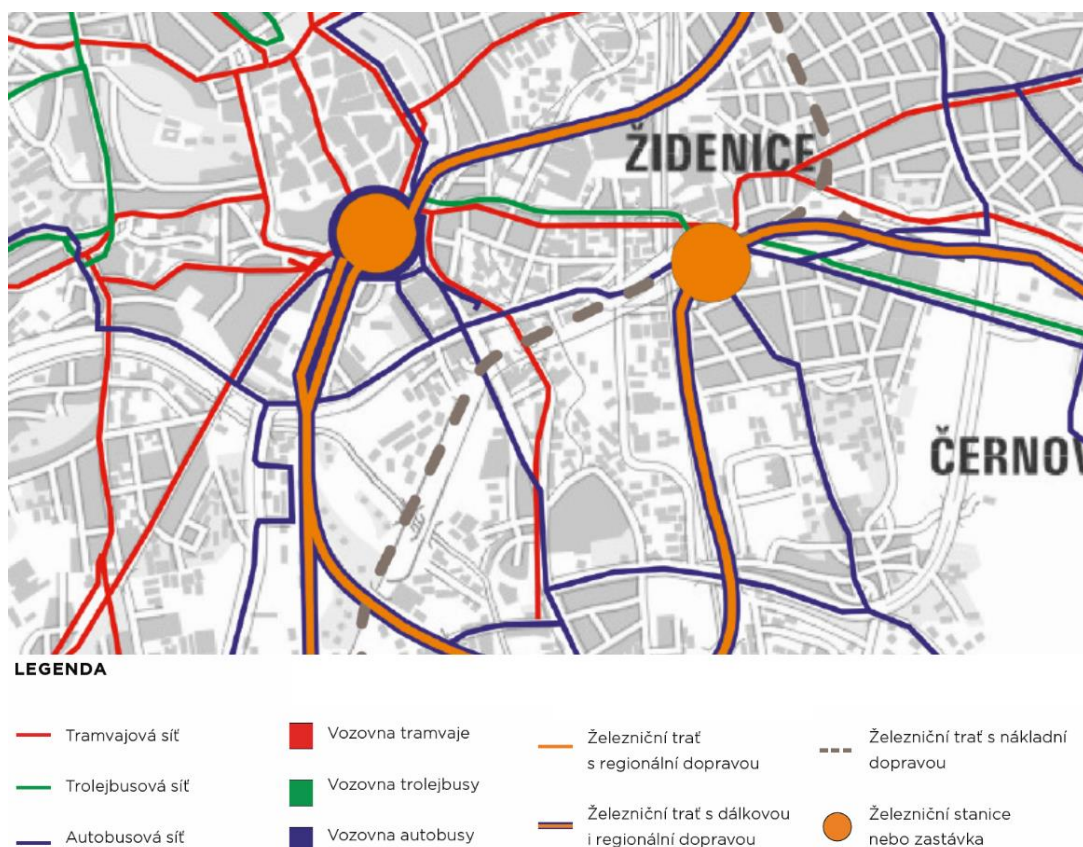 ŽIDENICE
ČERNOV
LEGENDA
Tramvajová síť
Trolejbusová síť
Autobusová síť
Vozovna tramvaje
Vozovna trolejbusy
Vozovna autobusy
Železniční trať
s regionální dopravou
Železniční trať s dálkovou
i regionální dopravou
Železniční trať s nákladní
dopravou
Železniční stanice
nebo zastávka